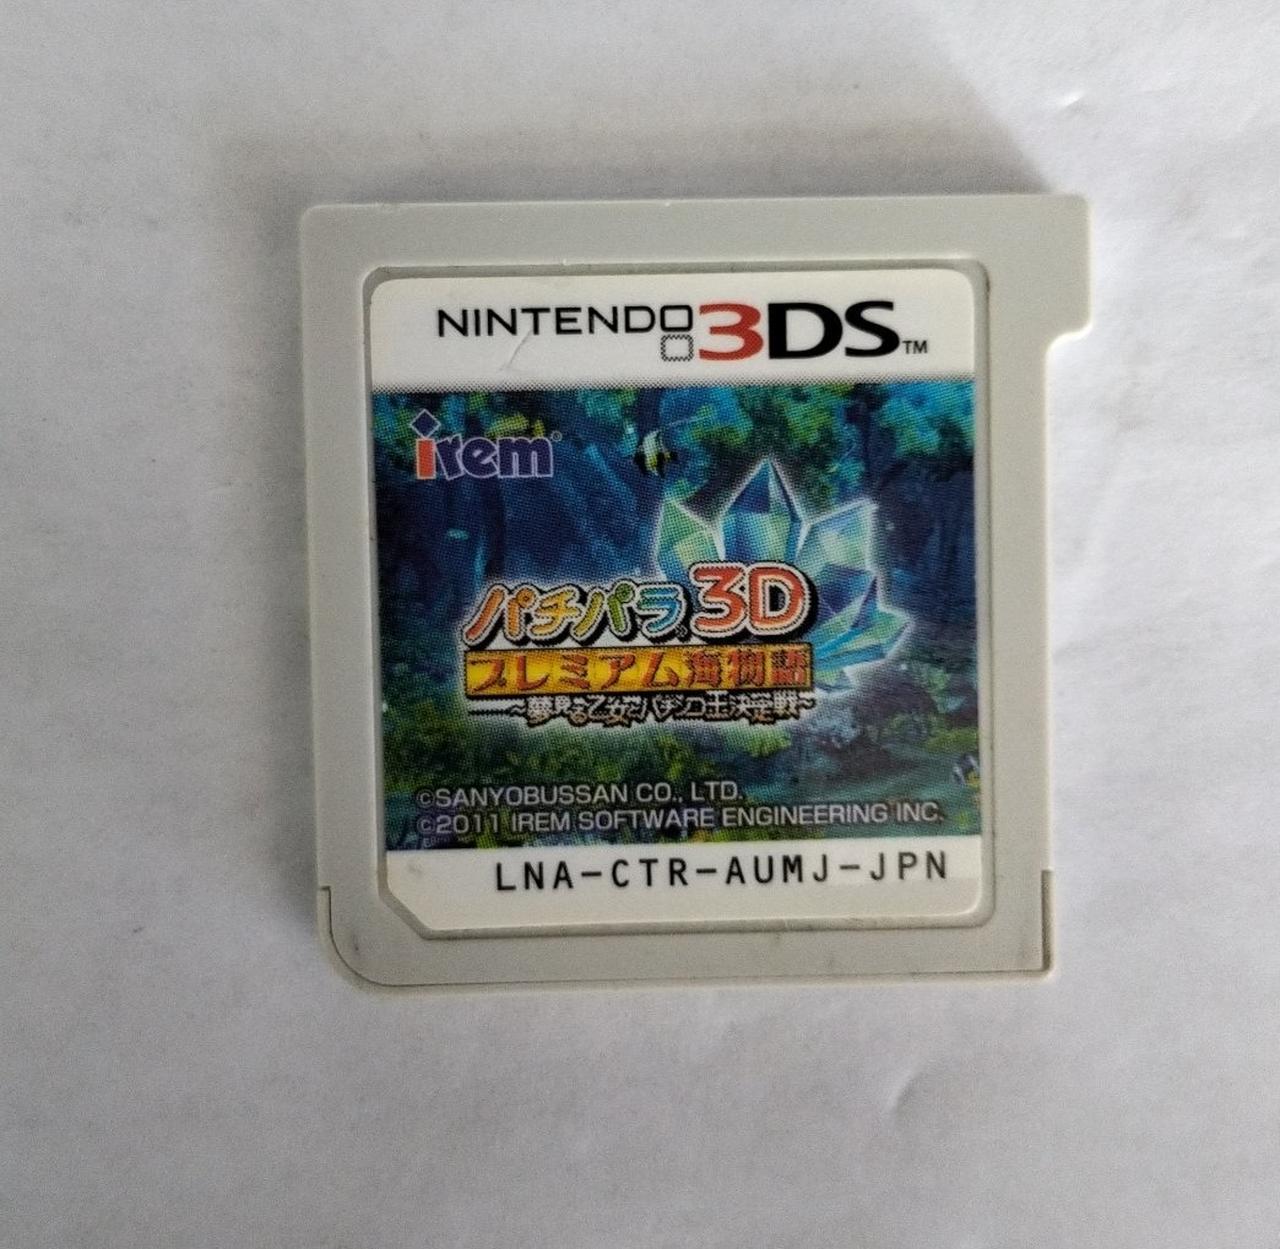 NINTENDO 3DS™
irem®
パチパラ3D
プレミアム海物語
～夢見る乙女とパチンコ王決定戦～
©SANYOBUSSAN CO., LTD.
©2011 IREM SOFTWARE ENGINEERING INC.
LNA-CTR-AUMJ-JPN